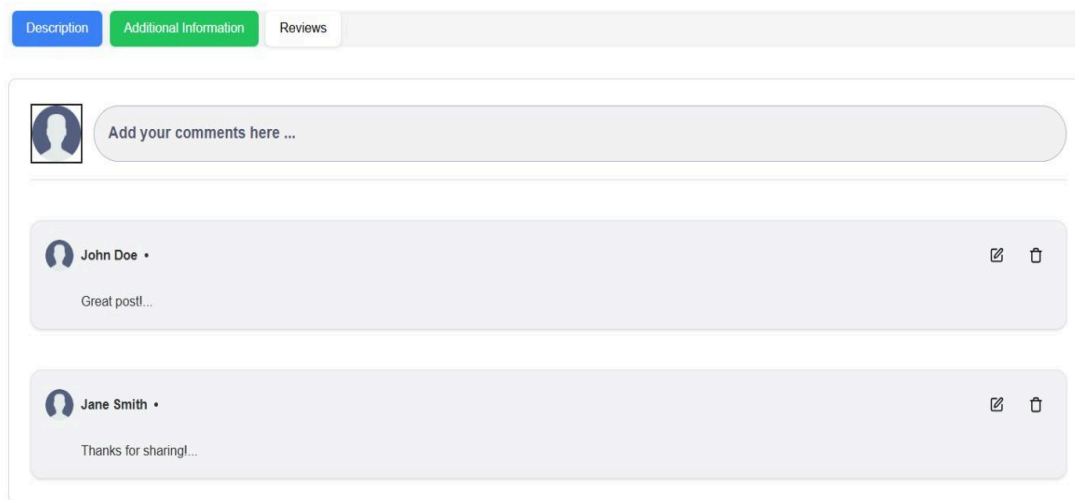 Description Additional Information Reviews
Add your comments here ...
John Doe •
Great post!...
Jane Smith •
Thanks for sharing!...